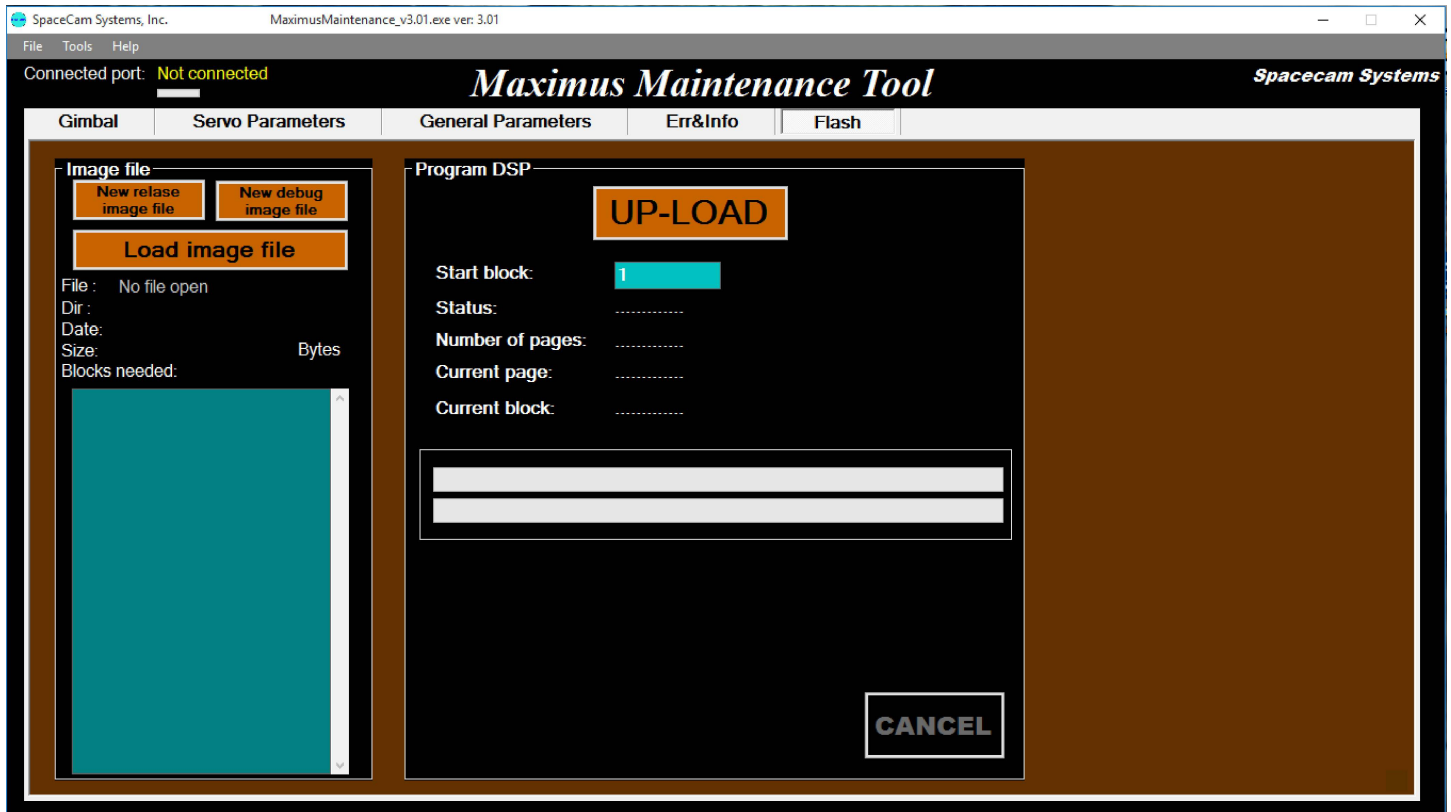 SpaceCam Systems, Inc. MaximusMaintenance_v3.01.exe ver: 3.01
File Tools Help
Connected port: Not connected
Maximus Maintenance Tool
Spacecam Systems
Gimbal Servo Parameters General Parameters Err&Info Flash
Image file
New relase
image file
New debug
image file
Load image file
File : No file open
Dir :
Date:
Size: Bytes
Blocks needed:
Program DSP
UP-LOAD
Start block: 1
Status: -------------
Number of pages: -------------
Current page: -------------
Current block: -------------
CANCEL